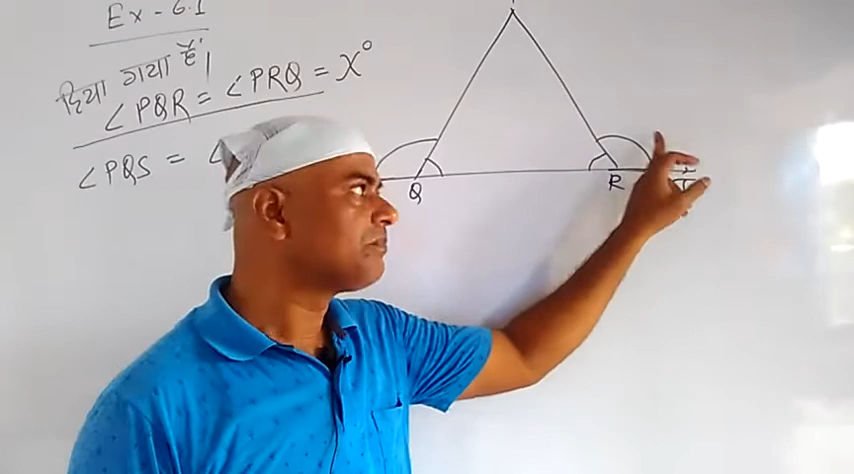 Ex - 6.1
दिया गया है।
∠PQR = ∠PRQ = x°
∠PQS = ∠
Q
R
T